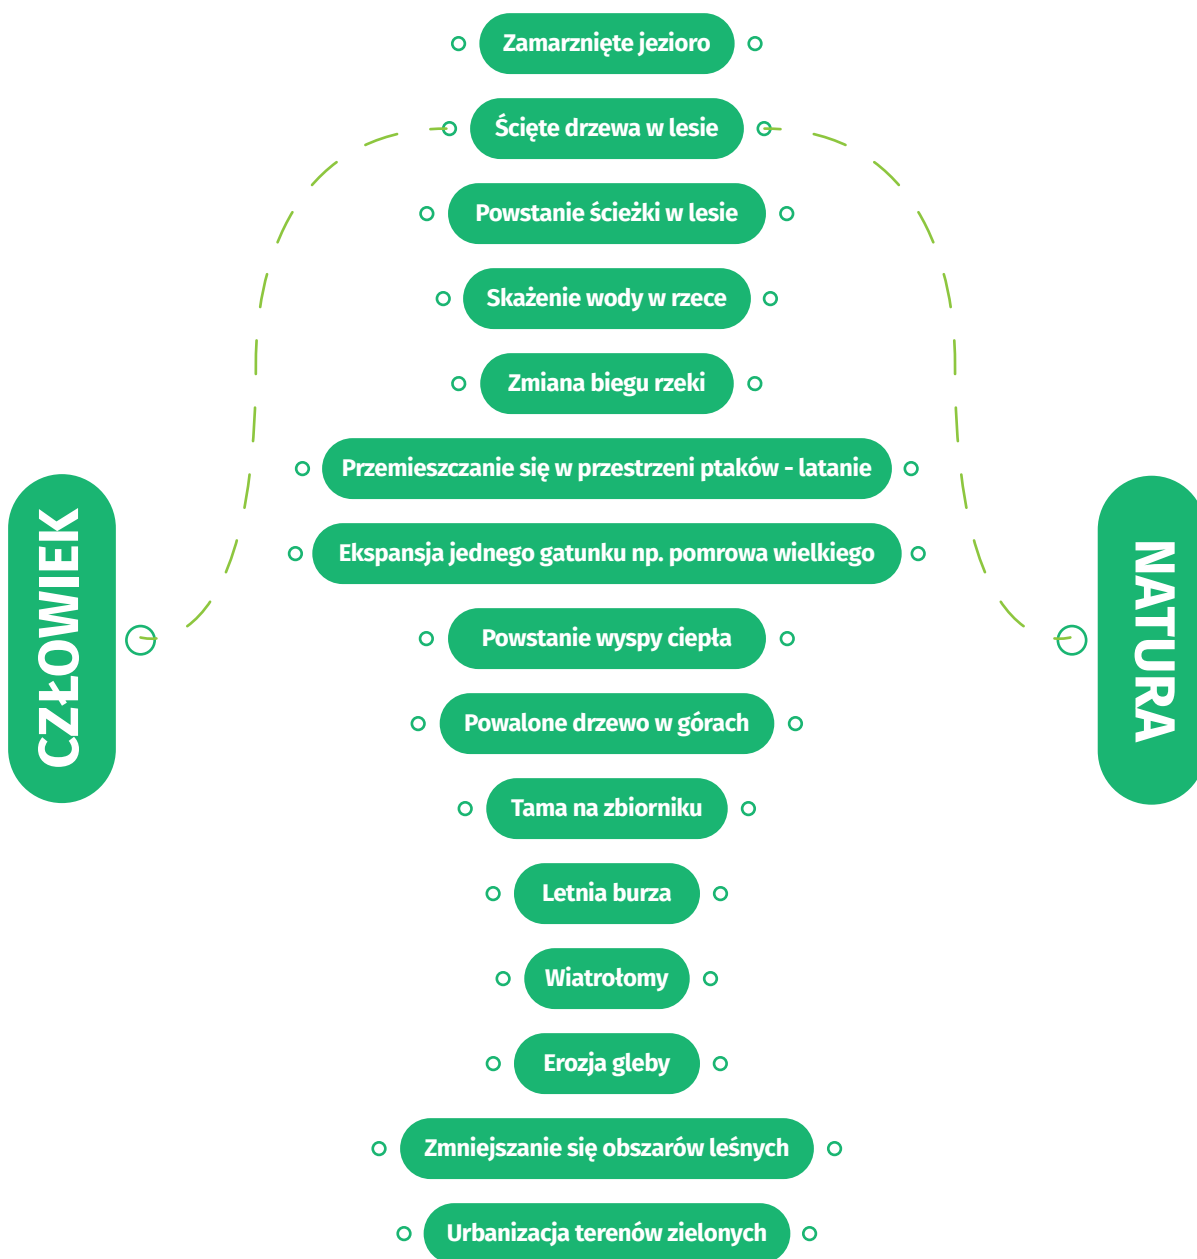 Zamarznięte jezioro
Ścięte drzewa w lesie
Powstanie ścieżki w lesie
Skażenie wody w rzece
Zmiana biegu rzeki
Przemieszczanie się w przestrzeni ptaków - latanie
Ekspansja jednego gatunku np. pomrowa wielkiego
CZŁOWIEK
NATURA
Powstanie wyspy ciepła
Powalone drzewo w górach
Tama na zbiorniku
Letnia burza
Wiatrołomy
Erozja gleby
Zmniejszanie się obszarów leśnych
Urbanizacja terenów zielonych